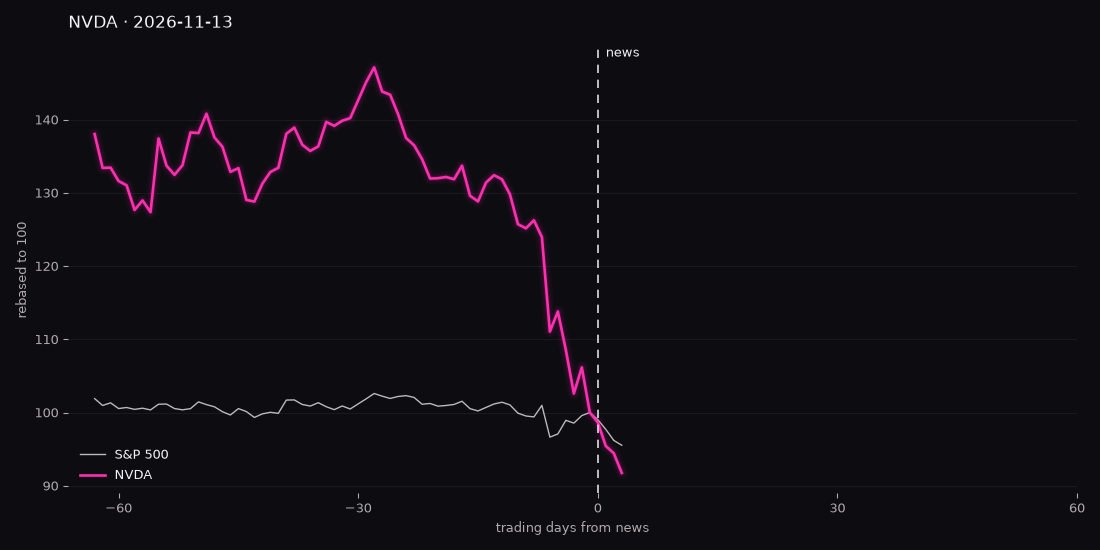 NVDA · 2026-11-13
news
140
130
120
110
100
90
rebased to 100
S&P 500
NVDA
−60
−30
0
30
60
trading days from news